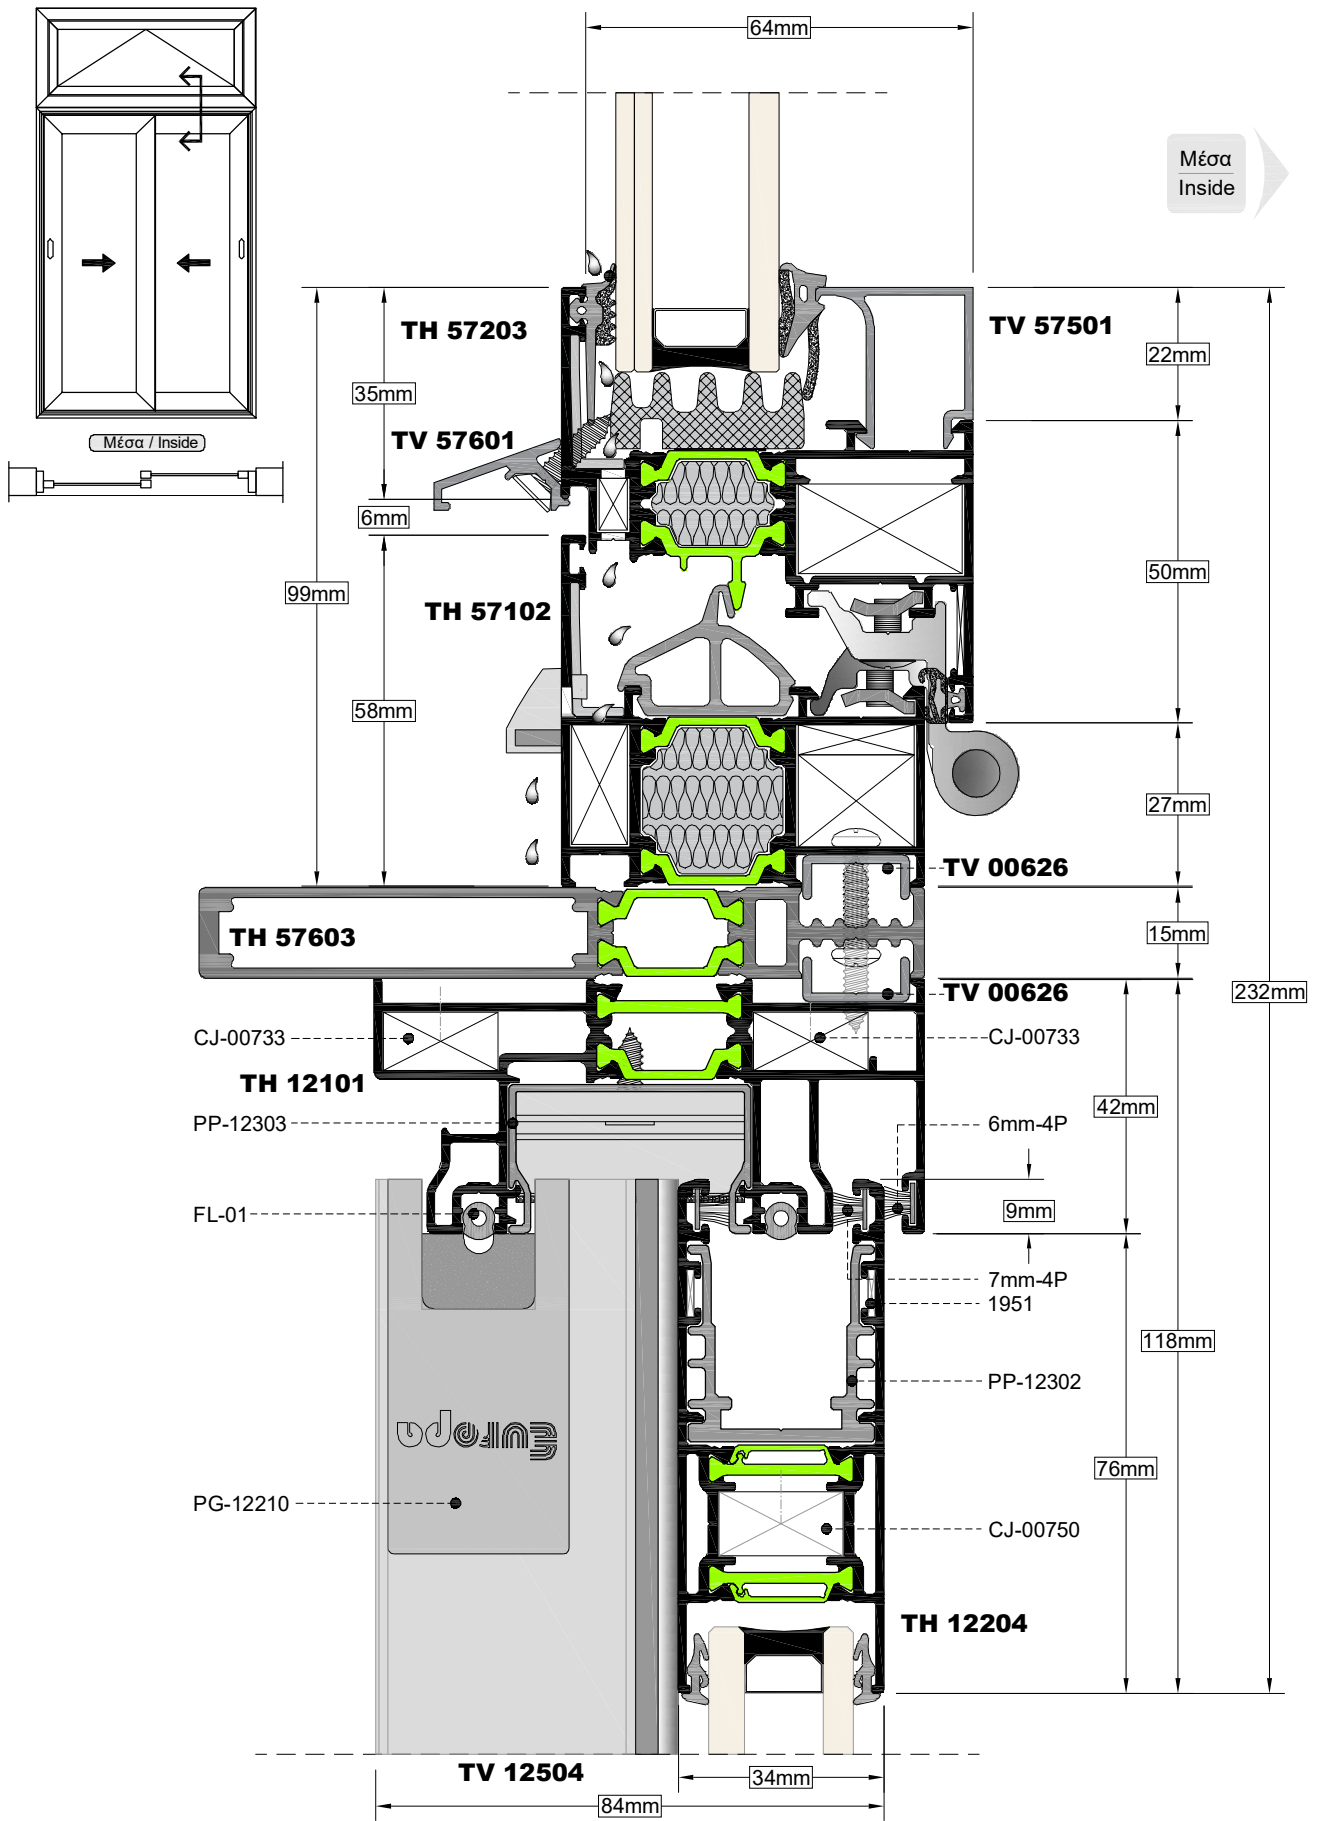 64mm
Μέσα
Inside
TH 57203
TV 57501
22mm
35mm
TV 57601
Μέσα / Inside
6mm
50mm
99mm
TH 57102
58mm
27mm
TV 00626
TH 57603
15mm
TV 00626
232mm
CJ-00733
CJ-00733
TH 12101
42mm
PP-12303
6mm-4P
FL-01
9mm
7mm-4P
1951
118mm
PP-12302
Europa
76mm
PG-12210
CJ-00750
TH 12204
TV 12504
34mm
84mm